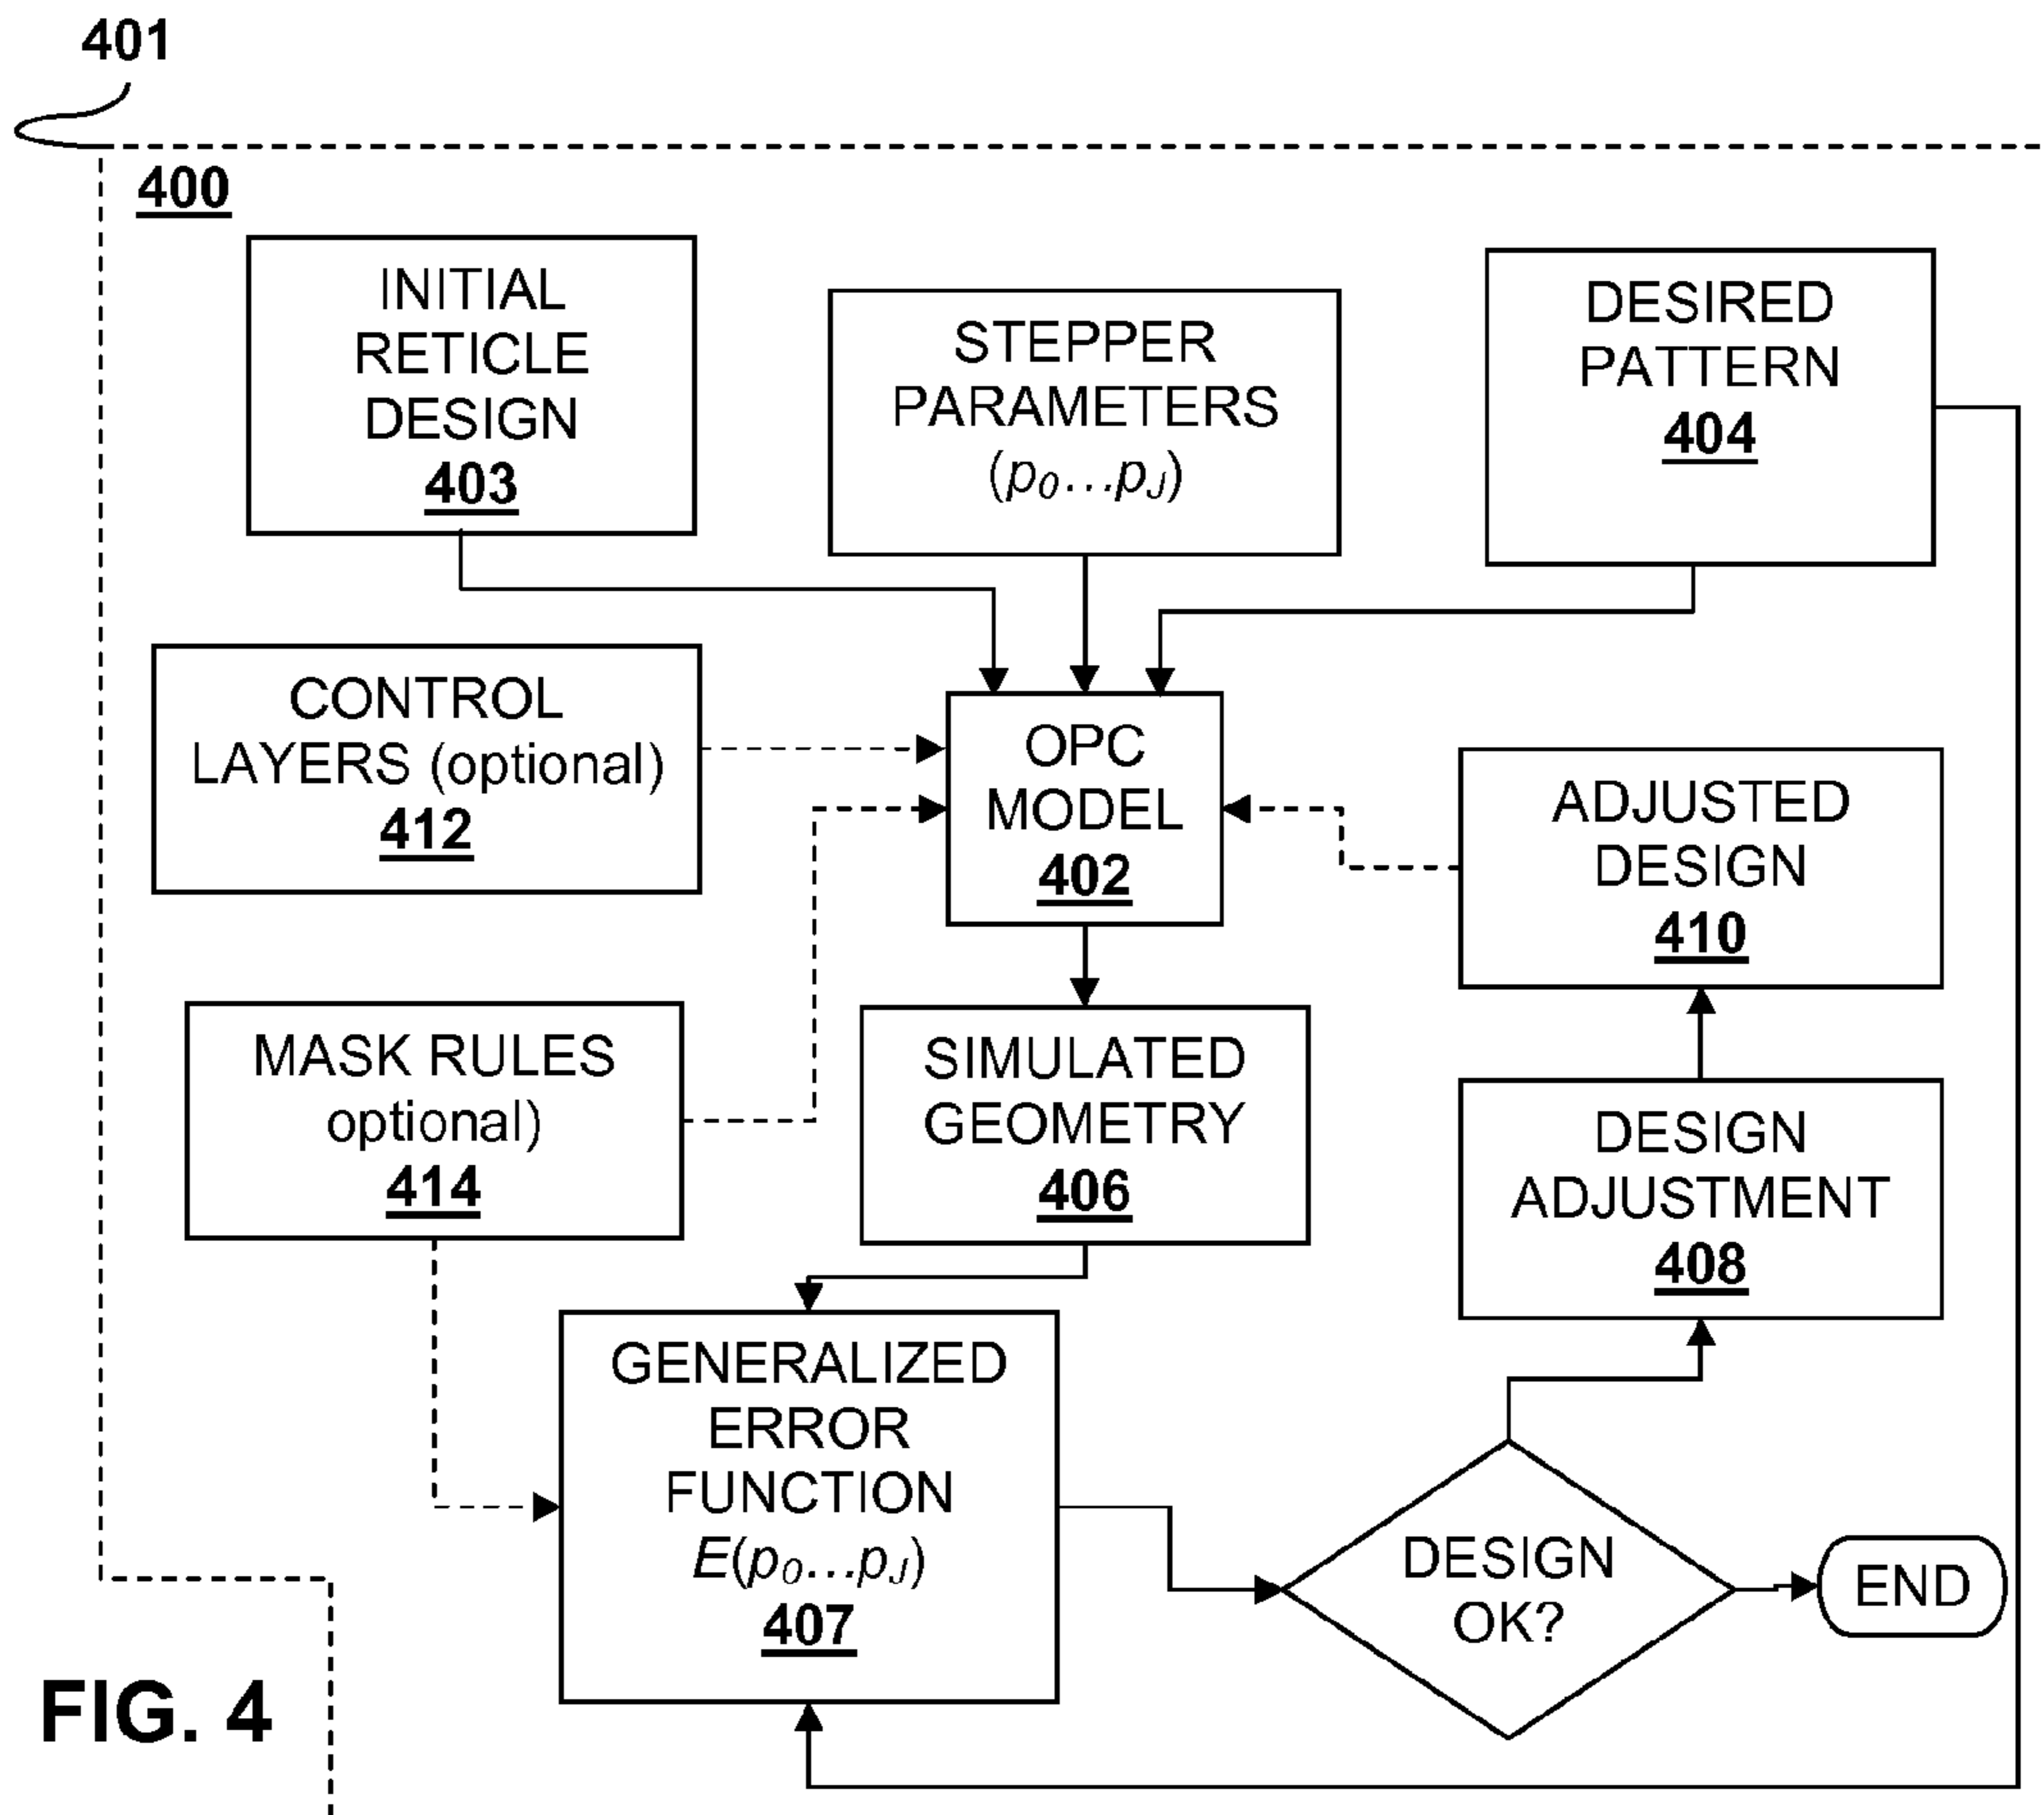 401
400
INITIAL
RETICLE
DESIGN
403
STEPPER
PARAMETERS
(p₀...p_J)
DESIRED
PATTERN
404
CONTROL
LAYERS (optional)
412
OPC
MODEL
402
ADJUSTED
DESIGN
410
MASK RULES
optional)
414
SIMULATED
GEOMETRY
406
DESIGN
ADJUSTMENT
408
GENERALIZED
ERROR
FUNCTION
E(p₀...p_J)
407
DESIGN
OK?
END
FIG. 4